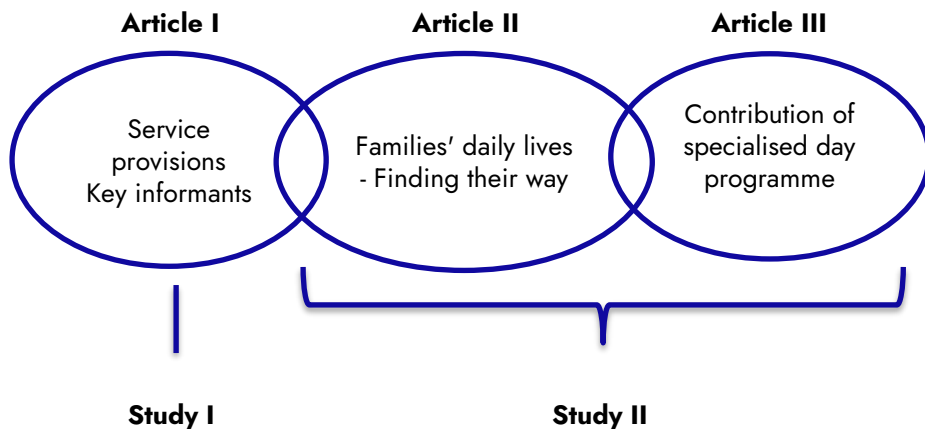 Article I
Article II
Article III
Service
provisions
Key informants
Families' daily lives
- Finding their way
Contribution of
specialised day
programme
Study I
Study II